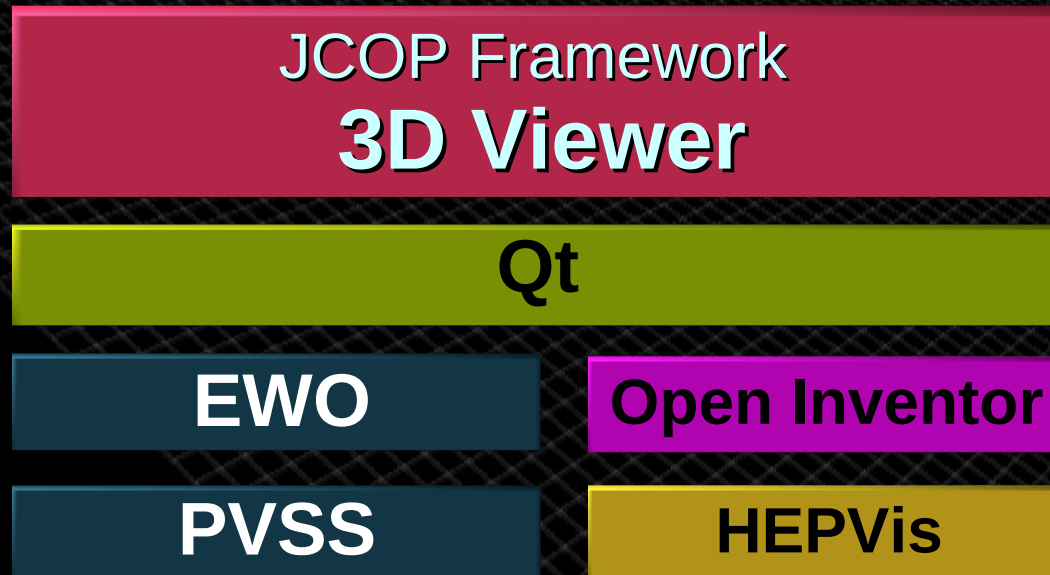 JCOP Framework
3D Viewer
Qt
EWO
Open Inventor
PVSS
HEPVis